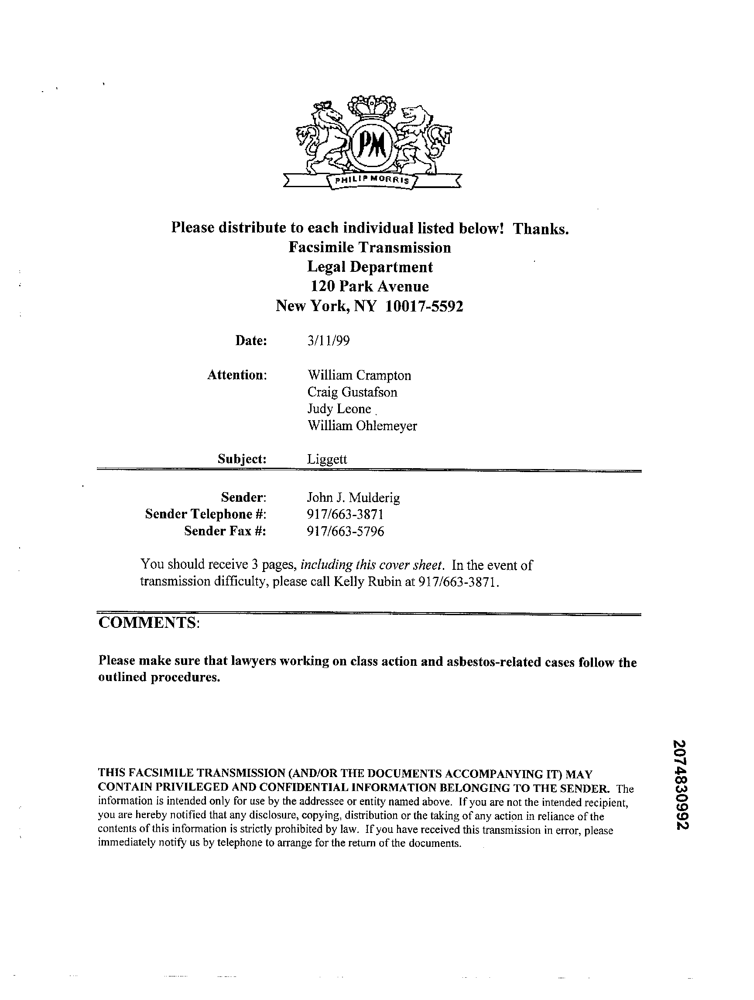 PM
PHILIP MORRIS
Please distribute to each individual listed below! Thanks.
Facsimile Transmission
Legal Department
120 Park Avenue
New York, NY 10017-5592
Date: 3/11/99
Attention: William Crampton
Craig Gustafson
Judy Leone
William Ohlemeyer
Subject: Liggett
Sender: John J. Mulderig
Sender Telephone #: 917/663-3871
Sender Fax #: 917/663-5796
You should receive 3 pages, including this cover sheet. In the event of
transmission difficulty, please call Kelly Rubin at 917/663-3871.
COMMENTS:
Please make sure that lawyers working on class action and asbestos-related cases follow the
outlined procedures.
THIS FACSIMILE TRANSMISSION (AND/OR THE DOCUMENTS ACCOMPANYING IT) MAY
CONTAIN PRIVILEGED AND CONFIDENTIAL INFORMATION BELONGING TO THE SENDER. The
information is intended only for use by the addressee or entity named above. If you are not the intended recipient,
you are hereby notified that any disclosure, copying, distribution or the taking of any action in reliance of the
contents of this information is strictly prohibited by law. If you have received this transmission in error, please
immediately notify us by telephone to arrange for the return of the documents.
2074830992